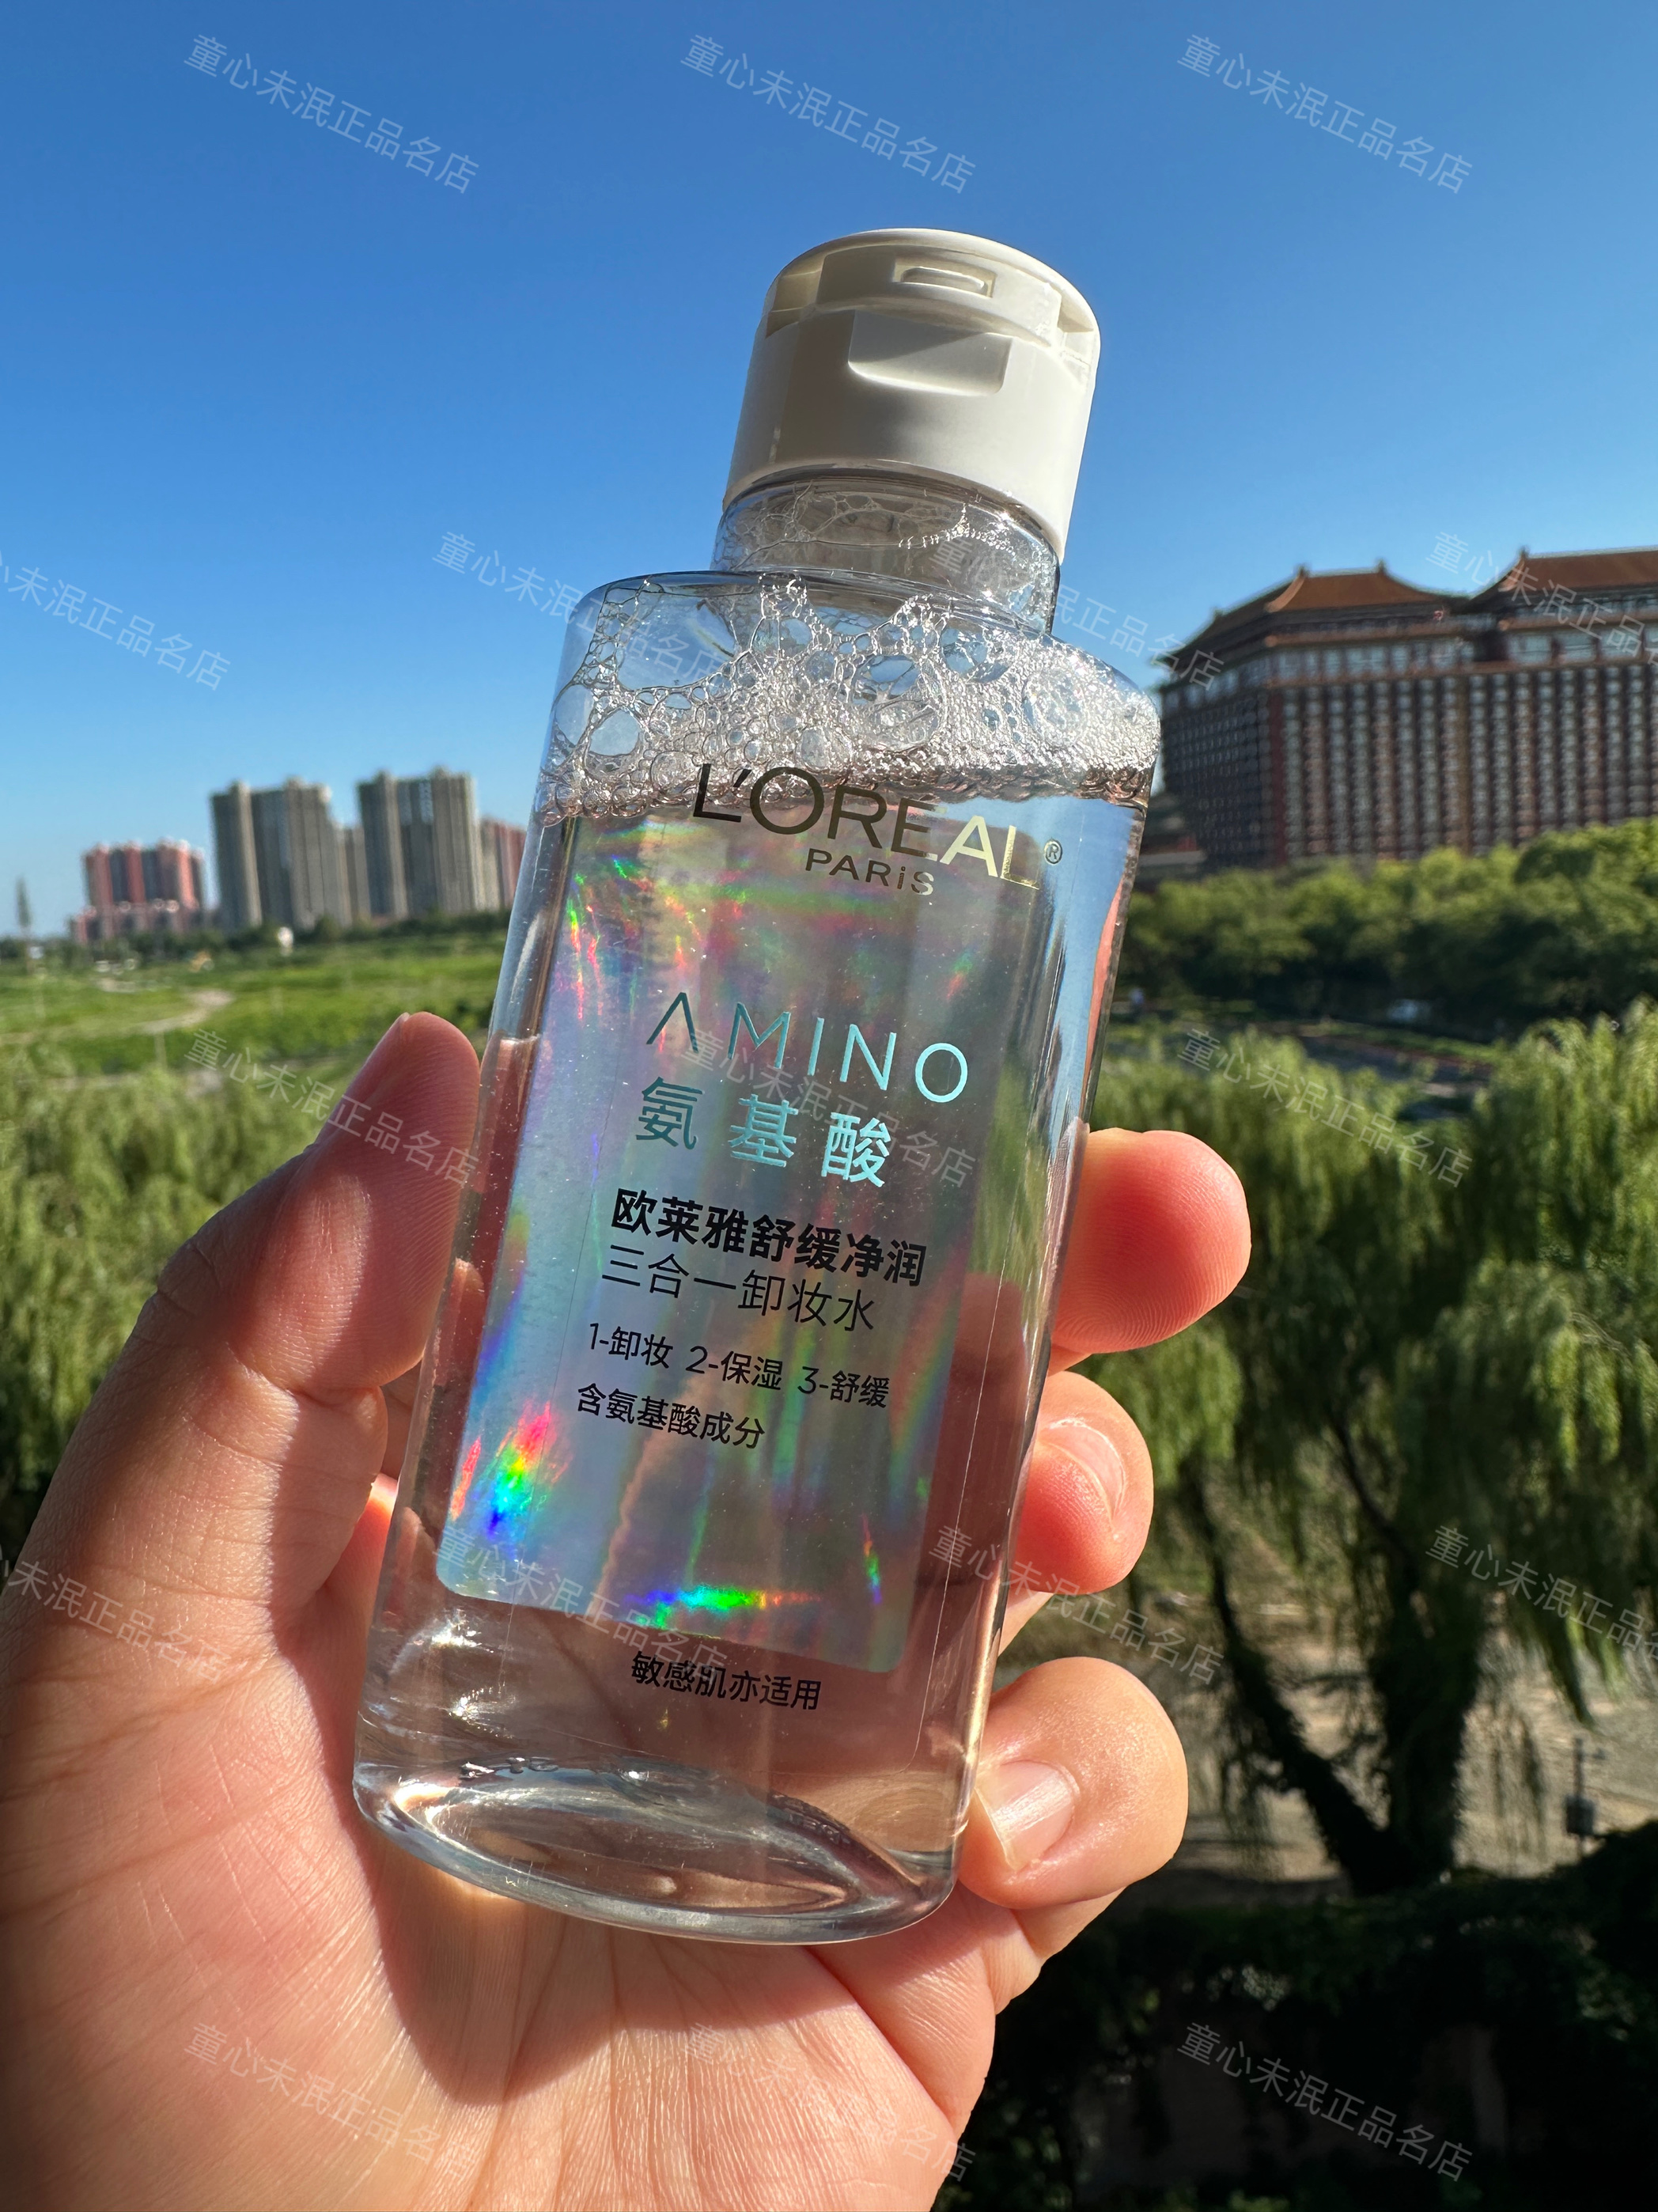 童心未泯正品名店
L'ORÉAL®
PARiS
AMINO
氨基酸
欧莱雅舒缓净润
三合一卸妆水
1-卸妆 2-保湿 3-舒缓
含氨基酸成分
敏感肌亦适用